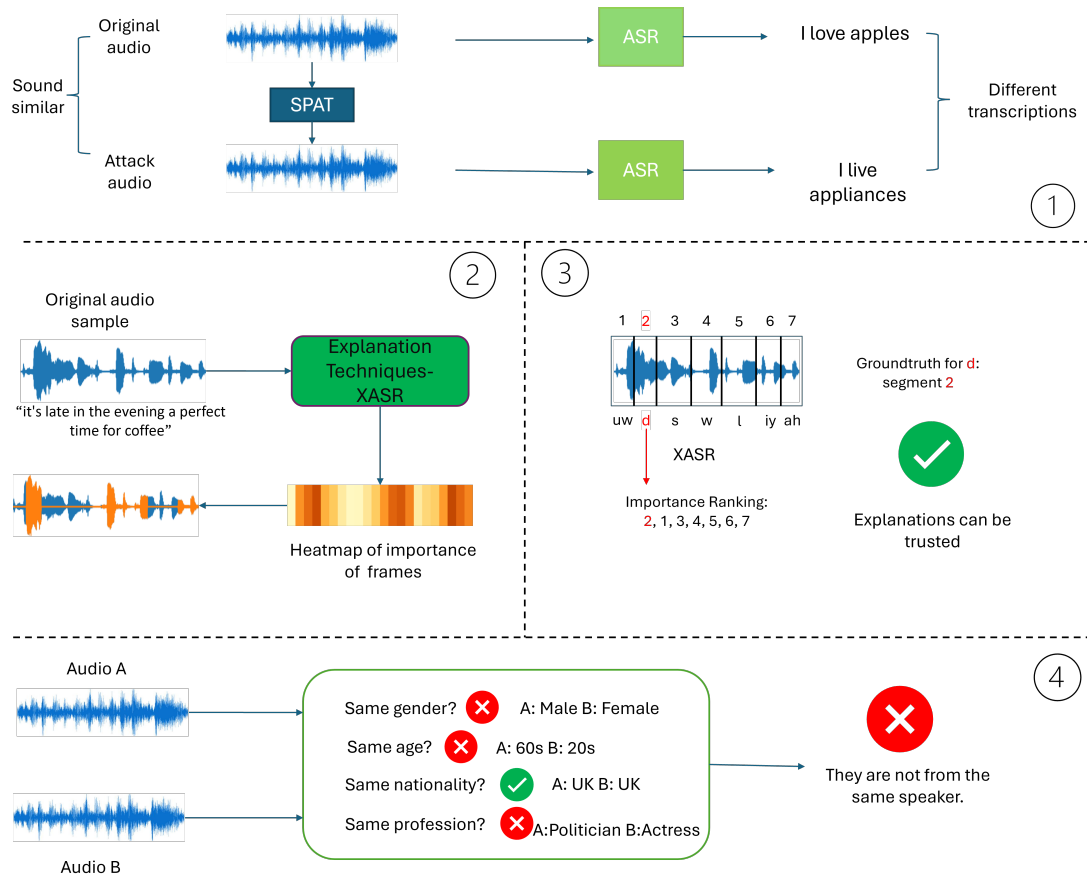 Original
audio
Sound
similar
SPAT
Attack
audio
ASR
I love apples
ASR
I live
appliances
Different
transcriptions
1
2
Original audio
sample
Explanation
Techniques-
XASR
“it's late in the evening a perfect
time for coffee”
Heatmap of importance
of frames
3
1 2 3 4 5 6 7
uw d s w l iy ah
XASR
Importance Ranking:
2, 1, 3, 4, 5, 6, 7
Groundtruth for d:
segment 2
Explanations can be
trusted
4
Audio A
Audio B
Same gender? A: Male B: Female
Same age? A: 60s B: 20s
Same nationality? A: UK B: UK
Same profession? A:Politician B:Actress
They are not from the
same speaker.